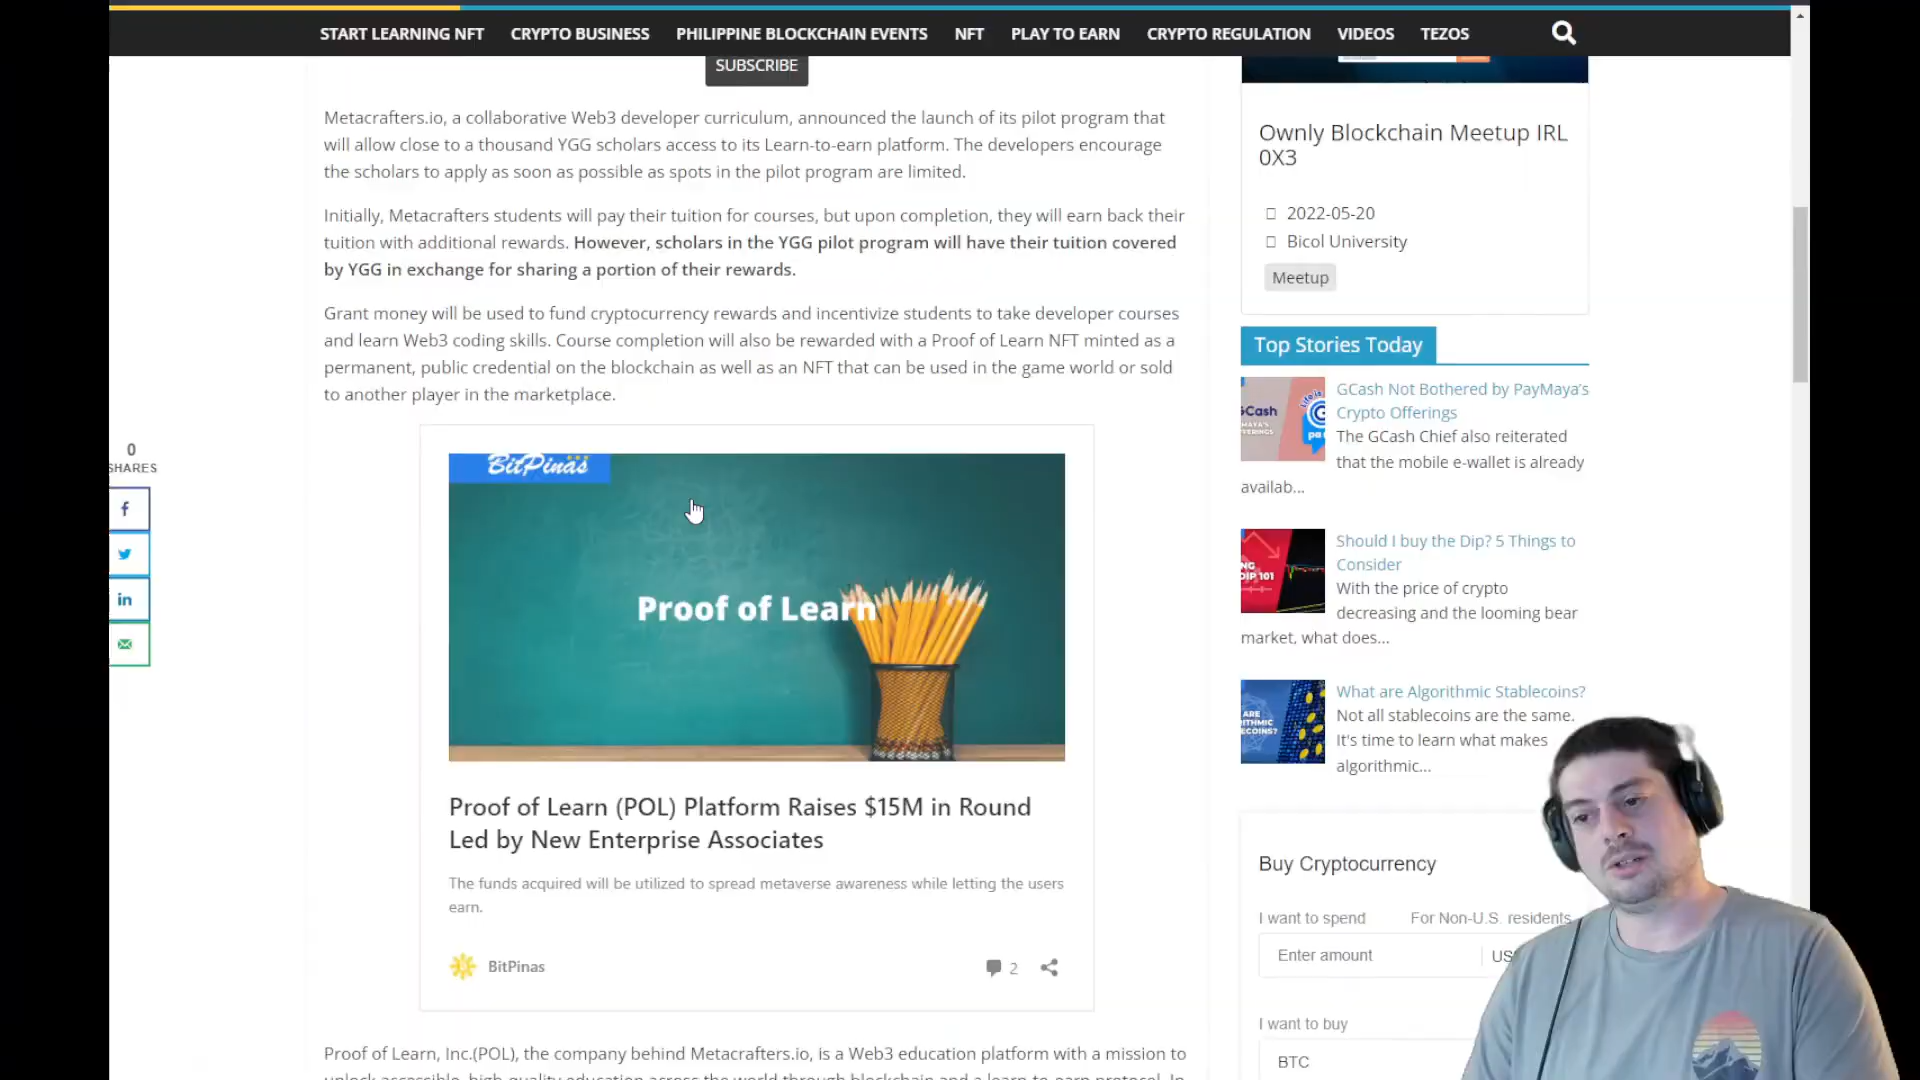 START LEARNING NFT CRYPTO BUSINESS PHILIPPINE BLOCKCHAIN EVENTS NFT PLAY TO EARN CRYPTO REGULATION VIDEOS TEZOS
SUBSCRIBE
Metacrafters.io, a collaborative Web3 developer curriculum, announced the launch of its pilot program that
will allow close to a thousand YGG scholars access to its Learn-to-earn platform. The developers encourage
the scholars to apply as soon as possible as spots in the pilot program are limited.
Initially, Metacrafters students will pay their tuition for courses, but upon completion, they will earn back their
tuition with additional rewards. However, scholars in the YGG pilot program will have their tuition covered
by YGG in exchange for sharing a portion of their rewards.
Grant money will be used to fund cryptocurrency rewards and incentivize students to take developer courses
and learn Web3 coding skills. Course completion will also be rewarded with a Proof of Learn NFT minted as a
permanent, public credential on the blockchain as well as an NFT that can be used in the game world or sold
to another player in the marketplace.
0
SHARES
BitPinas
Proof of Learn
Proof of Learn (POL) Platform Raises $15M in Round
Led by New Enterprise Associates
The funds acquired will be utilized to spread metaverse awareness while letting the users
earn.
BitPinas
2
Proof of Learn, Inc.(POL), the company behind Metacrafters.io, is a Web3 education platform with a mission to
unlock accessible, high-quality education across the world through blockchain and a learn-to-earn protocol. In
Ownly Blockchain Meetup IRL
0X3
2022-05-20
Bicol University
Meetup
Top Stories Today
GCash Not Bothered by PayMaya's
Crypto Offerings
The GCash Chief also reiterated
that the mobile e-wallet is already
availab...
Should I buy the Dip? 5 Things to
Consider
With the price of crypto
decreasing and the looming bear
market, what does...
What are Algorithmic Stablecoins?
Not all stablecoins are the same.
It's time to learn what makes
algorithmic...
Buy Cryptocurrency
I want to spend For Non-U.S. residents
Enter amount
I want to buy
BTC